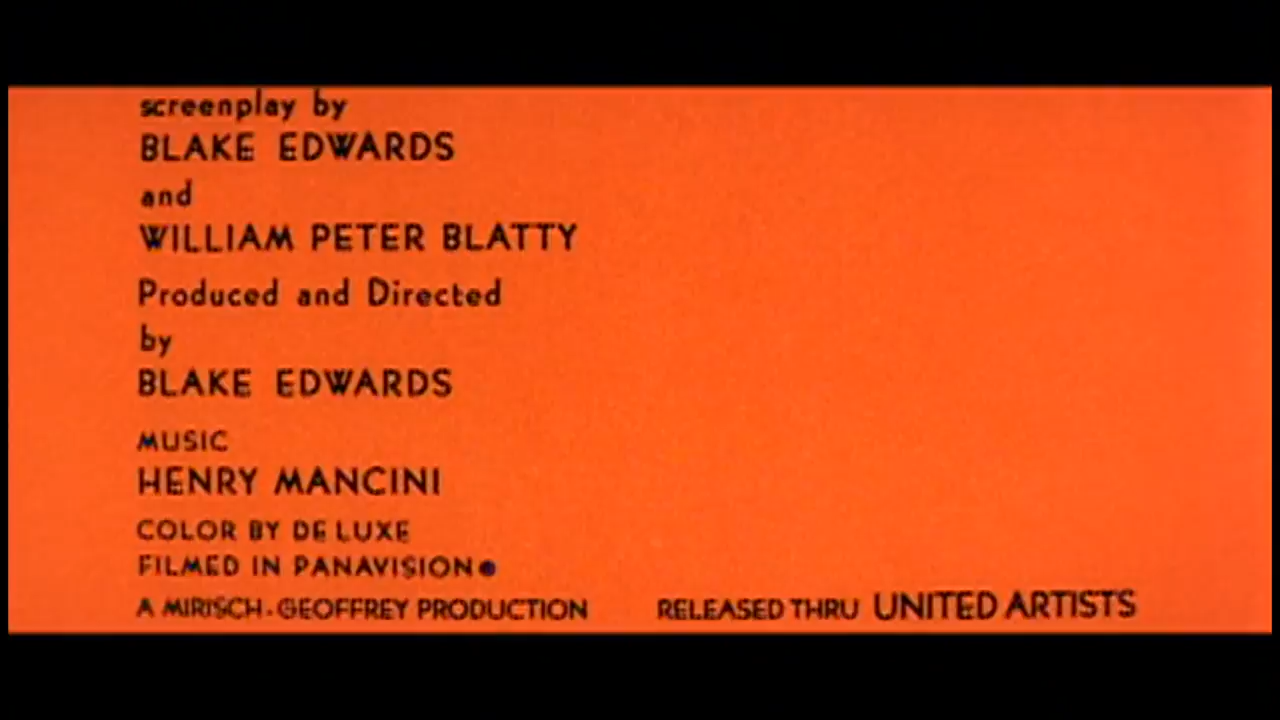 screenplay by
BLAKE EDWARDS
and
WILLIAM PETER BLATTY
Produced and Directed
by
BLAKE EDWARDS
MUSIC
HENRY MANCINI
COLOR BY DE LUXE
FILMED IN PANAVISION
A MIRISCH-GEOFFREY PRODUCTION RELEASED THRU UNITED ARTISTS